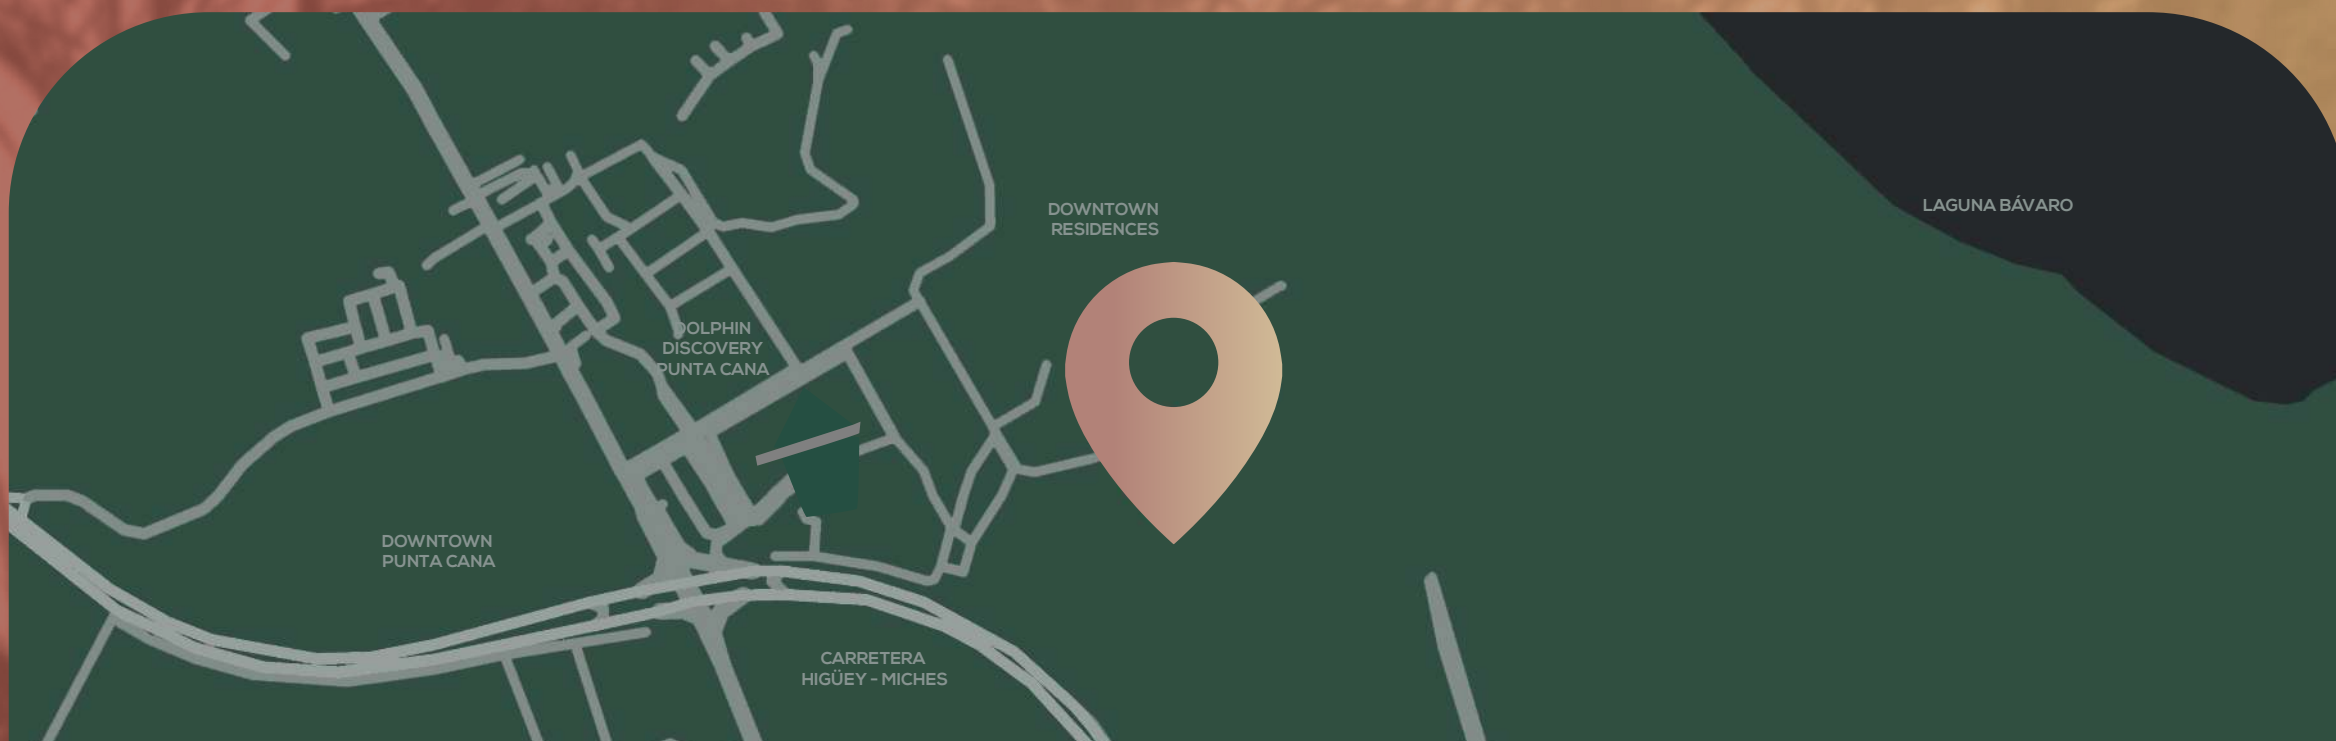 DOWNTOWN
RESIDENCES
LAGUNA BÁVARO
DOLPHIN
DISCOVERY
PUNTA CANA
DOWNTOWN
PUNTA CANA
CARRETERA
HIGÜEY - MICHES